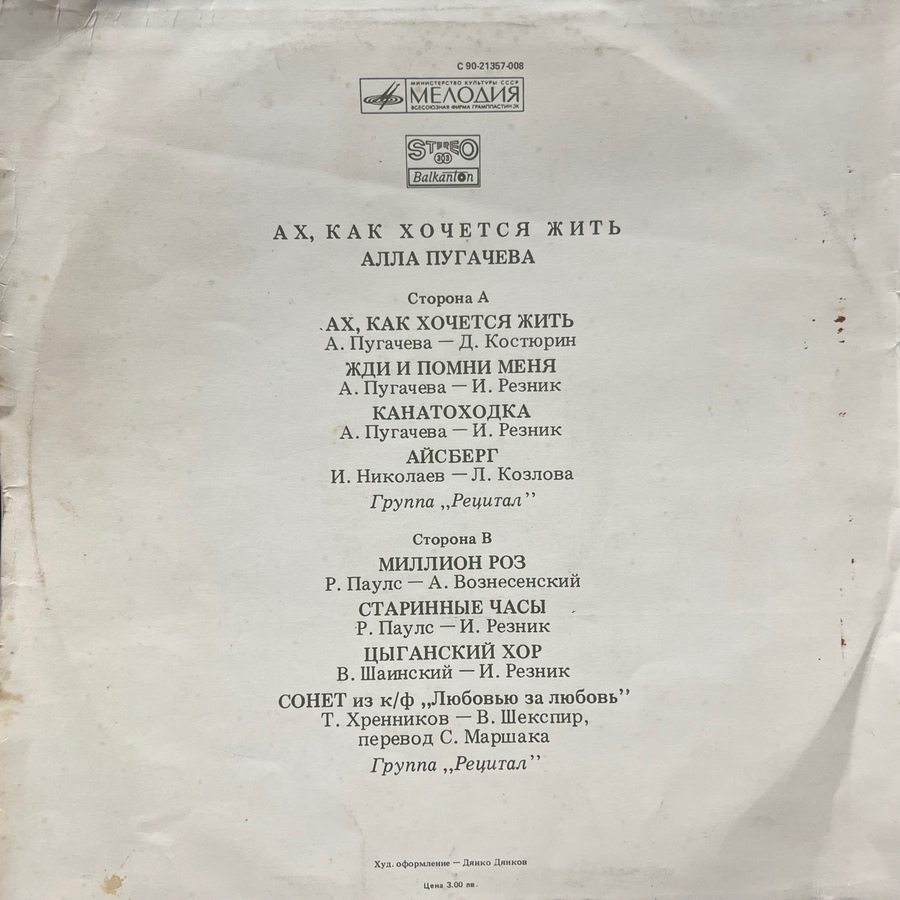 С 90-21357-008
МИНИСТЕРСТВО КУЛЬТУРЫ СССР
МЕЛОДИЯ
ВСЕСОЮЗНАЯ ФИРМА ГРАМПЛАСТИНОК
STEREO
33
Balkanton
АХ, КАК ХОЧЕТСЯ ЖИТЬ
АЛЛА ПУГАЧЕВА
Сторона А
АХ, КАК ХОЧЕТСЯ ЖИТЬ
А. Пугачева — Д. Костюрин
ЖДИ И ПОМНИ МЕНЯ
А. Пугачева — И. Резник
КАНАТОХОДКА
А. Пугачева — И. Резник
АЙСБЕРГ
И. Николаев — Л. Козлова
Группа „Рецитал”
Сторона В
МИЛЛИОН РОЗ
Р. Паулс — А. Вознесенский
СТАРИННЫЕ ЧАСЫ
Р. Паулс — И. Резник
ЦЫГАНСКИЙ ХОР
В. Шаинский — И. Резник
СОНЕТ из к/ф „Любовью за любовь”
Т. Хренников — В. Шекспир,
перевод С. Маршака
Группа „Рецитал”
Худ. оформление — Дянко Дянков
Цена 3.00 лв.